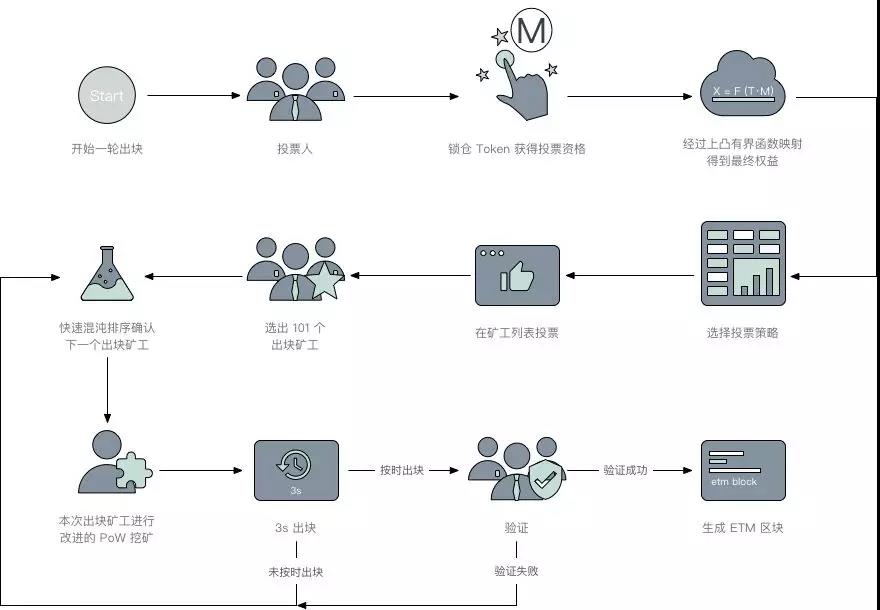 Start
M
X = F (T·M)
开始一轮出块
投票人
锁仓 Token 获得投票资格
经过上凸有界函数映射
得到最终权益
快速混沌排序确认
下一个出块矿工
选出 101 个
出块矿工
在矿工列表投票
选择投票策略
3s
按时出块
验证成功
etm block
本次出块矿工进行
改进的 PoW 挖矿
3s 出块
验证
生成 ETM 区块
未按时出块
验证失败